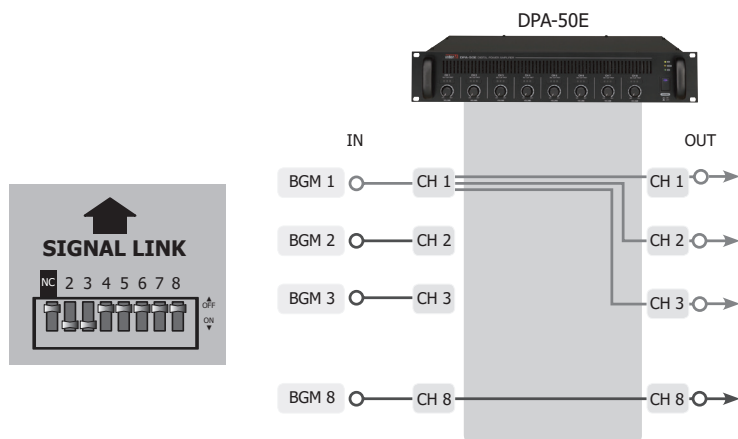 DPA-50E
IN
OUT
BGM 1
CH 1
CH 1
BGM 2
CH 2
CH 2
BGM 3
CH 3
CH 3
BGM 8
CH 8
CH 8
SIGNAL LINK
NC 2 3 4 5 6 7 8
OFF
ON